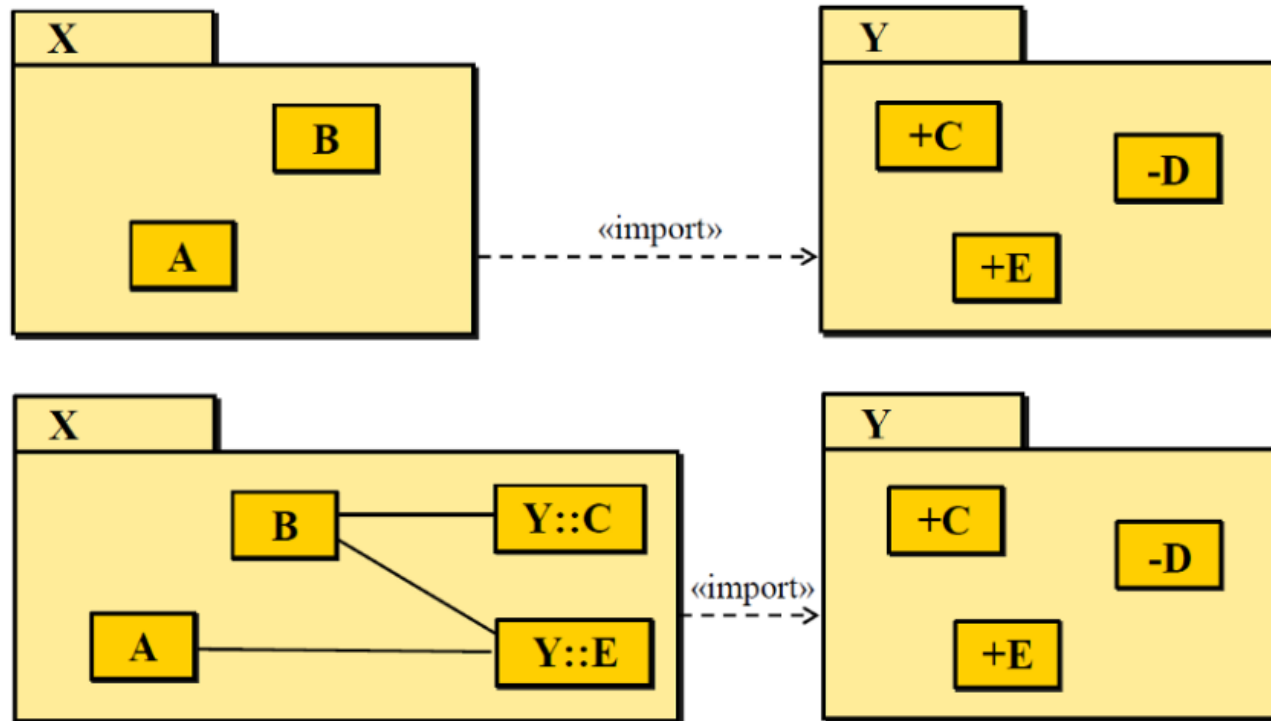 X
Y
B
+C
-D
A
«import»
+E
X
Y
B
Y::C
+C
-D
«import»
A
Y::E
+E